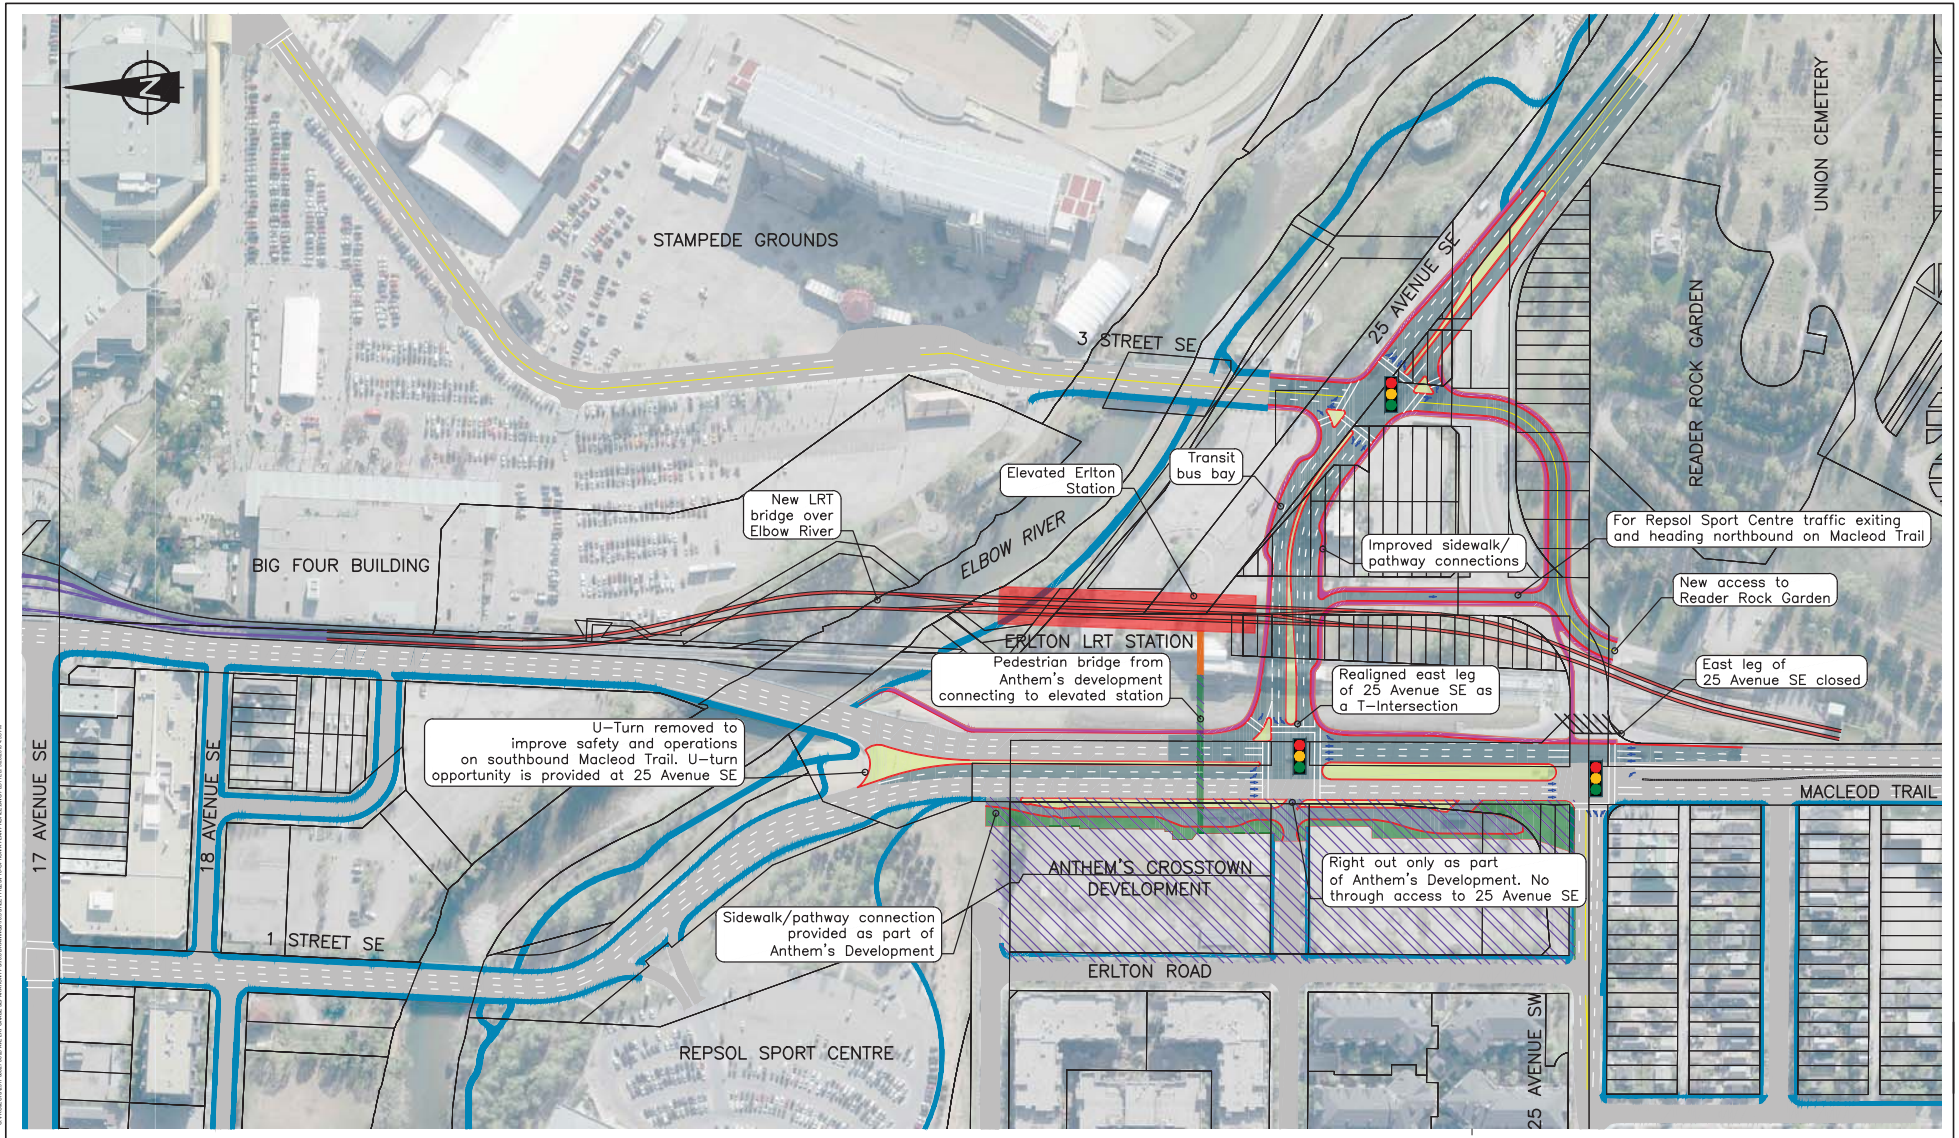 N
UNION CEMETERY
STAMPEDE GROUNDS
25 AVENUE SE
3 STREET SE
READER ROCK GARDEN
Transit
bus bay
Elevated Erlton
Station
New LRT
bridge over
Elbow River
ELBOW RIVER
For Repsol Sport Centre traffic exiting
and heading northbound on Macleod Trail
Improved sidewalk/
pathway connections
BIG FOUR BUILDING
New access to
Reader Rock Garden
ERLTON LRT STATION
Pedestrian bridge from
Anthem's development
connecting to elevated station
Realigned east leg
of 25 Avenue SE as
a T-Intersection
East leg of
25 Avenue SE closed
U-Turn removed to
improve safety and operations
on southbound Macleod Trail. U-turn
opportunity is provided at 25 Avenue SE
17 AVENUE SE
18 AVENUE SE
MACLEOD TRAIL
ANTHEM'S CROSSTOWN
DEVELOPMENT
Right out only as part
of Anthem's Development. No
through access to 25 Avenue SE
Sidewalk/pathway connection
provided as part of
Anthem's Development
1 STREET SE
ERLTON ROAD
REPSOL SPORT CENTRE
25 AVENUE SW